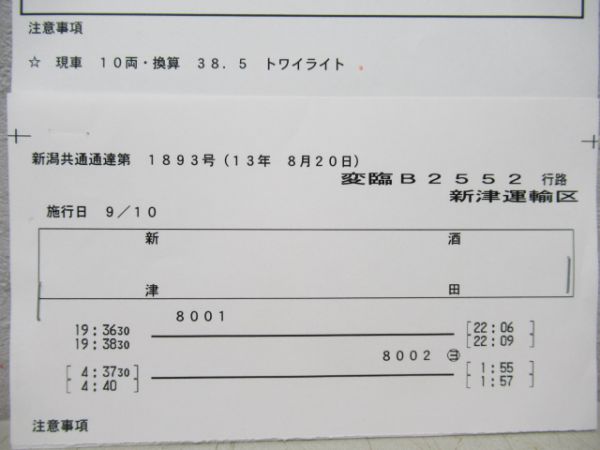 注意事項
☆ 現車 10両・換算 38.5 トワイライト
新潟共通通達第 1893号(13年 8月20日)
変臨B2552 行路
新津運輸区
施行日 9/10
新津 酒田
8001
19:3630 22:06
19:3830 22:09
8002 ヨ
4:3730 1:55
4:40 1:57
注意事項